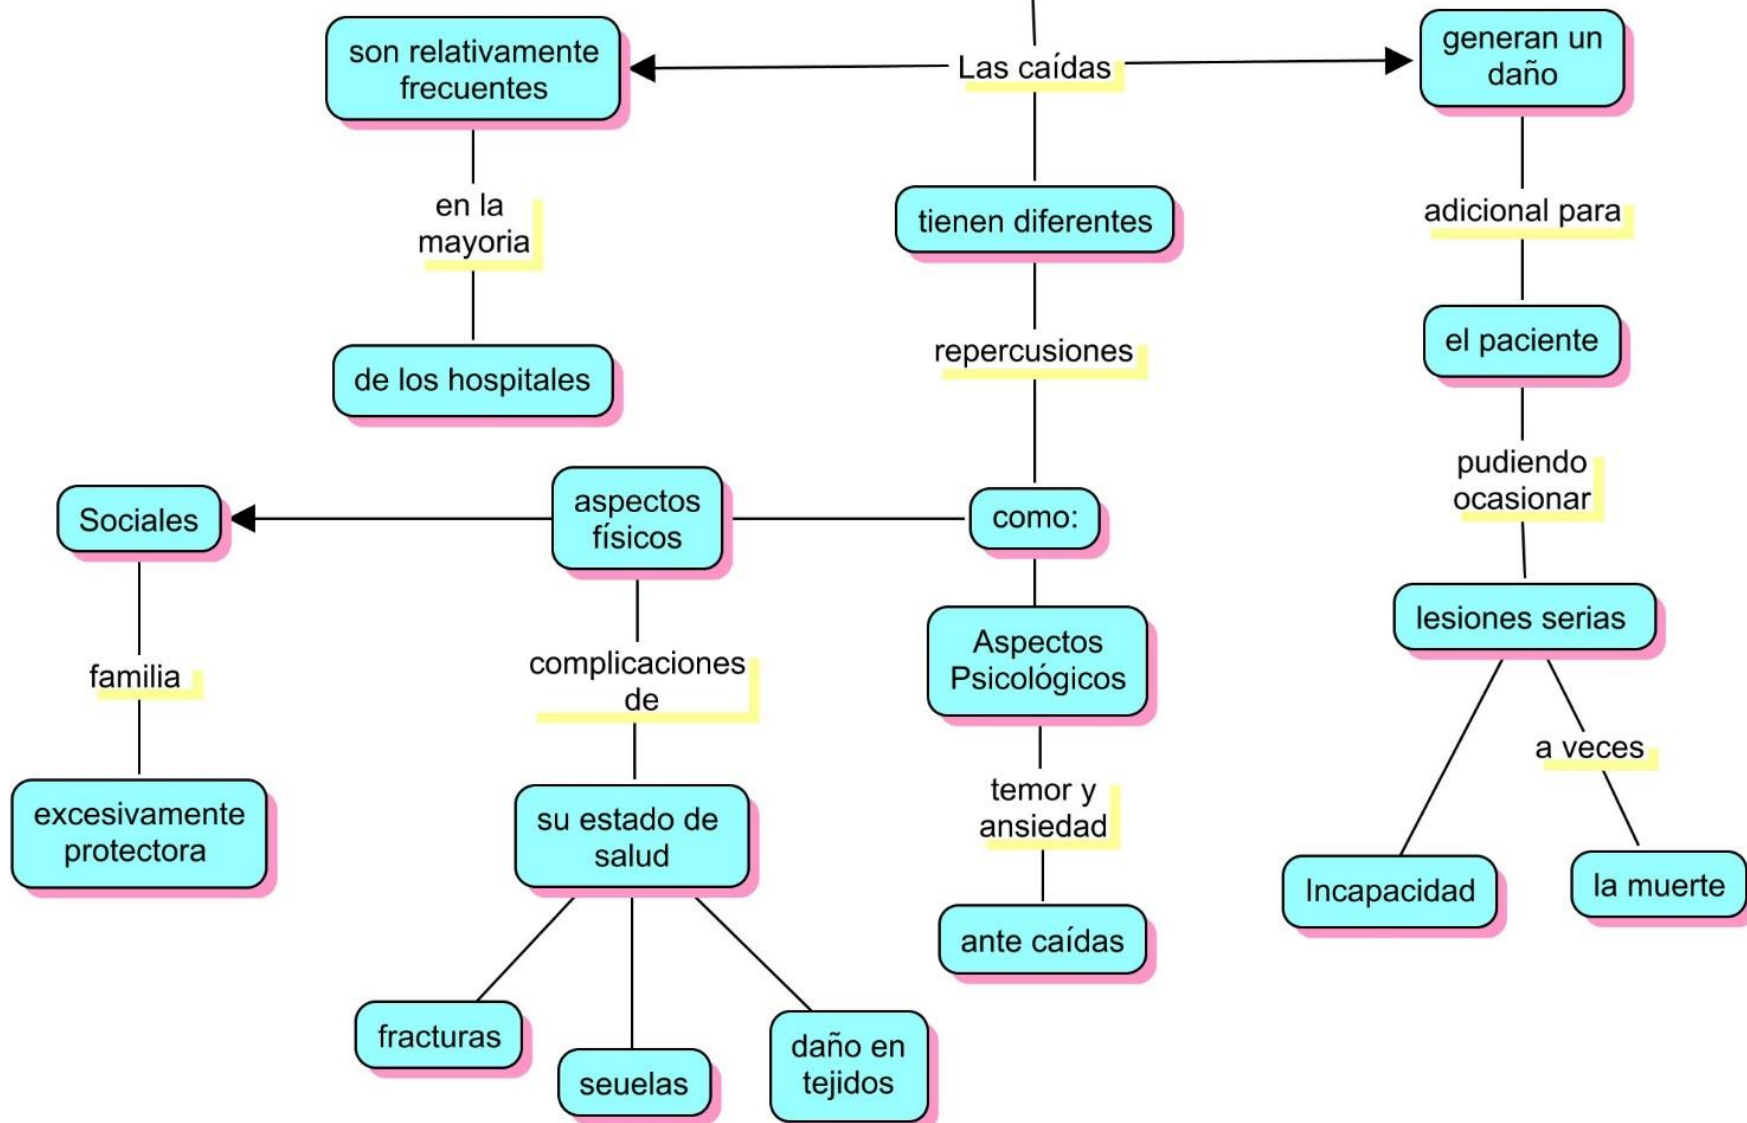 son relativamente
frecuentes
Las caídas
generan un
daño
en la
mayoria
tienen diferentes
adicional para
de los hospitales
repercusiones
el paciente
Sociales
aspectos
físicos
como:
pudiendo
ocasionar
familia
complicaciones
de
Aspectos
Psicológicos
lesiones serias
excesivamente
protectora
su estado de
salud
temor y
ansiedad
a veces
ante caídas
Incapacidad
la muerte
fracturas
seuelas
daño en
tejidos